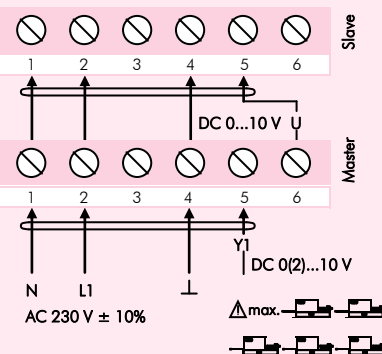 Slave
1 2 3 4 5 6
DC 0...10 V U
Master
1 2 3 4 5 6
Y1
DC 0(2)...10 V
N L1 ⊥
AC 230 V ± 10%
max.